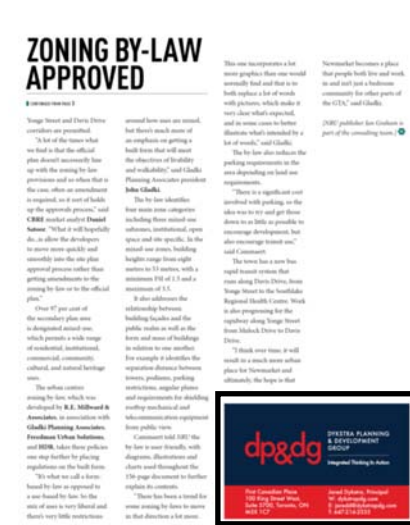 ZONING BY-LAW
APPROVED
CONTINUED FROM PAGE 3
Yonge Street and Davis Drive
corridors are permitted.
"A lot of the times what
we find is that the official
plan doesn't necessarily line
up with the zoning by-law
provisions and so when that is
the case, often an amendment
is required, so it sort of holds
up the approvals process," said
CBRE market analyst Daniel
Satoor. "What it will hopefully
do, is allow the developers
to move more quickly and
smoothly into the site plan
approval process rather than
getting amendments to the
zoning by-law or to the official
plan."
Over 97 per cent of
the secondary plan area
is designated mixed use,
which permits a wide range
of residential, institutional,
commercial, community,
cultural, and natural heritage
uses.
The urban centres
zoning by-law, which was
developed by R.E. Millward &
Associates, in association with
Gladki Planning Associates,
Freedman Urban Solutions,
and HDR, takes these policies
one step further by placing
regulations on the built form.
"It's what we call a form
based by-law as opposed to
a use-based by-law. So the
mix of uses is very liberal and
there's very little restrictions
around how uses are mixed,
but there's much more of
an emphasis on getting a
built form that will meet
the objectives of livability
and walkability," said Gladki
Planning Associates president
John Gladki.
The by-law identifies
four main zone categories
including three mixed-use
subzones, institutional, open
space and site specific. In the
mixed-use zones, building
heights range from eight
metres to 53 metres, with a
minimum FSI of 1.5 and a
maximum of 3.5.
It also addresses the
relationship between
building façades and the
public realm as well as the
form and mass of buildings
in relation to one another.
For example it identifies the
separation distance between
towers, podiums, parking
restrictions, angular planes
and requirements for shielding
rooftop mechanical and
telecommunication equipment
from public view.
Cammaert told NRU the
by-law is user-friendly, with
diagrams, illustrations and
charts used throughout the
156-page document to further
explain its contents.
"There has been a trend for
some zoning by-laws to move
in that direction a lot more.
This one incorporates a lot
more graphics than one would
normally find and that is to
both replace a lot of words
with pictures, which make it
very clear what's expected,
and in some cases to better
illustrate what's intended by a
lot of words," said Gladki.
The by-law also reduces the
parking requirements in the
area depending on land use
requirements.
"There is a significant cost
involved with parking, so the
idea was to try and get those
down to as little as possible to
encourage development, but
also encourage transit use,"
said Cammaert.
The town has a new bus
rapid transit system that
runs along Davis Drive, from
Yonge Street to the Southlake
Regional Health Centre. Work
is also progressing for the
rapidway along Yonge Street
from Mulock Drive to Davis
Drive.
"I think over time, it will
result in a much more urban
place for Newmarket and
ultimately, the hope is that
Newmarket becomes a place
that people both live and work
in and isn't just a bedroom
community for other parts of
the GTA," said Gladki.
[NRU publisher Ian Graham is
part of the consulting team.]
dp&dg
DYKSTRA PLANNING
& DEVELOPMENT
GROUP
Integrated Thinking In Action
First Canadian Place
100 King Street West,
Suite 5700, Toronto, ON
M5X 1C7